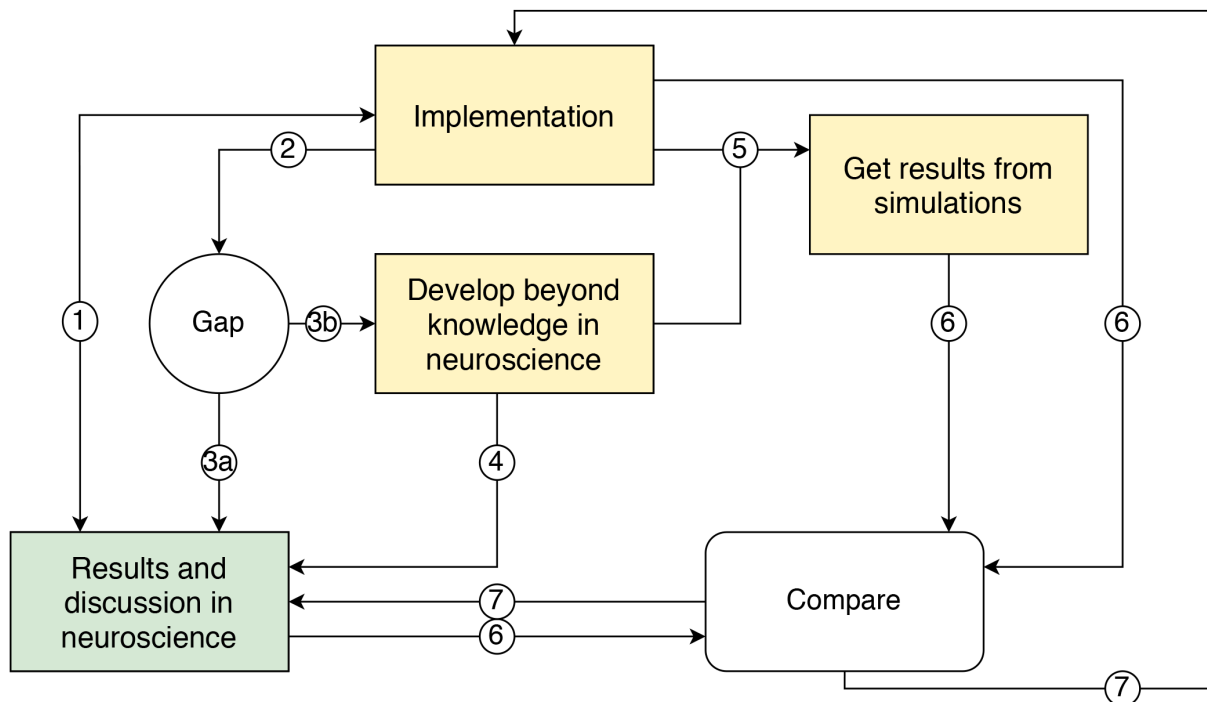 Implementation
2
5
Get results from
simulations
1
Gap
3b
Develop beyond
knowledge in
neuroscience
6
6
3a
4
Results and
discussion in
neuroscience
7
6
Compare
7